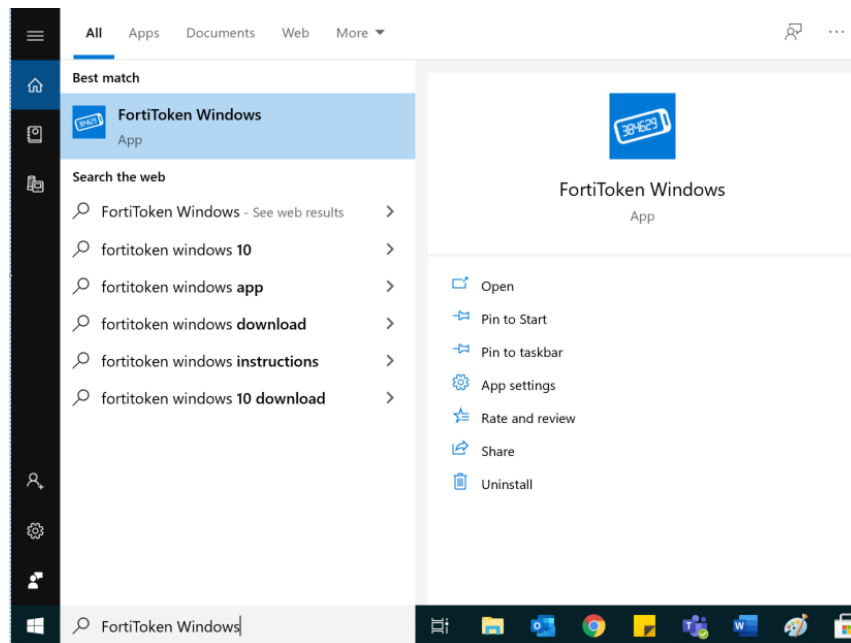 All Apps Documents Web More
Best match
FortiToken Windows
App
Search the web
FortiToken Windows - See web results
fortitoken windows 10
fortitoken windows app
fortitoken windows download
fortitoken windows instructions
fortitoken windows 10 download
384629
FortiToken Windows
App
Open
Pin to Start
Pin to taskbar
App settings
Rate and review
Share
Uninstall
FortiToken Windows